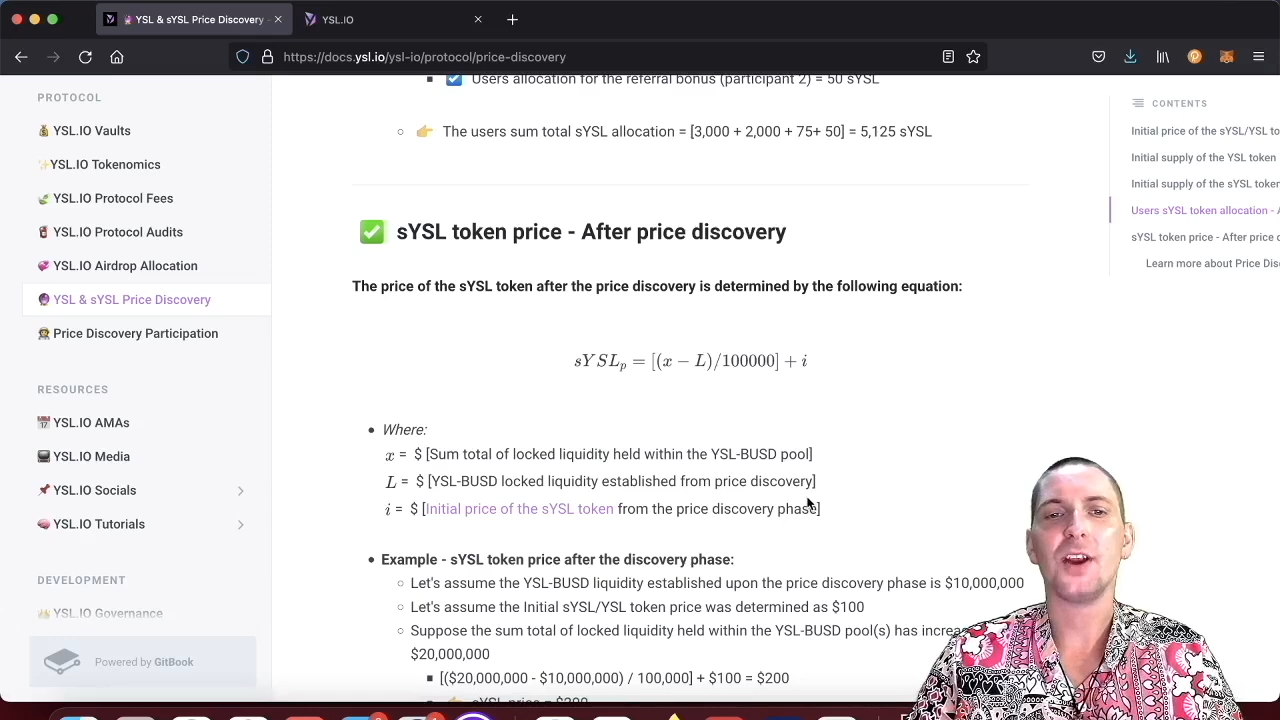 YSL & sYSL Price Discovery -
YSL.IO
https://docs.ysl.io/ysl-io/protocol/price-discovery
PROTOCOL
YSL.IO Vaults
YSL.IO Tokenomics
YSL.IO Protocol Fees
YSL.IO Protocol Audits
YSL.IO Airdrop Allocation
YSL & sYSL Price Discovery
Price Discovery Participation
RESOURCES
YSL.IO AMAs
YSL.IO Media
YSL.IO Socials
YSL.IO Tutorials
DEVELOPMENT
YSL.IO Governance
Powered by GitBook
Users allocation for the referral bonus (participant 2) = 50 sYSL
The users sum total sYSL allocation = [3,000 + 2,000 + 75+ 50] = 5,125 sYSL
sYSL token price - After price discovery
The price of the sYSL token after the price discovery is determined by the following equation:
sYSLp = [(x − L)/100000] + i
Where:
x = $ [Sum total of locked liquidity held within the YSL-BUSD pool]
L = $ [YSL-BUSD locked liquidity established from price discovery]
i = $ [Initial price of the sYSL token from the price discovery phase]
Example - sYSL token price after the discovery phase:
Let's assume the YSL-BUSD liquidity established upon the price discovery phase is $10,000,000
Let's assume the Initial sYSL/YSL token price was determined as $100
Suppose the sum total of locked liquidity held within the YSL-BUSD pool(s) has increa
$20,000,000
[($20,000,000 - $10,000,000) / 100,000] + $100 = $200
sYSL price = $200
CONTENTS
Initial price of the sYSL/YSL to
Initial supply of the YSL token
Initial supply of the sYSL token
Users sYSL token allocation - A
sYSL token price - After price d
Learn more about Price Dis